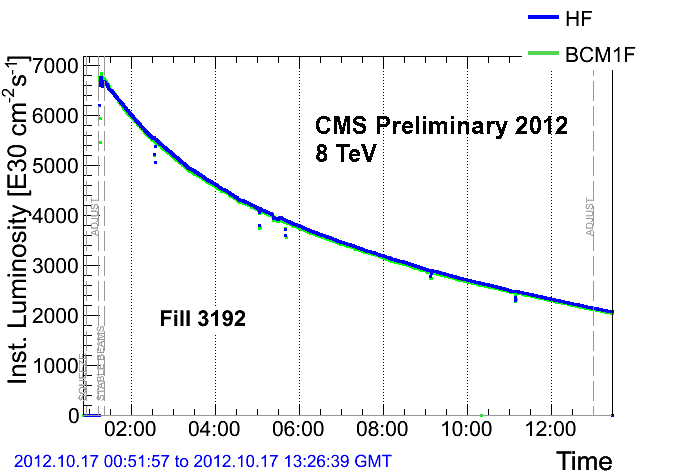 HF
BCM1F
Inst. Luminosity [E30 cm⁻²s⁻¹]
7000
6000
5000
4000
3000
2000
1000
0
CMS Preliminary 2012
8 TeV
Fill 3192
SQUEEZE
ADJUST
STABLE BEAMS
ADJUST
02:00 04:00 06:00 08:00 10:00 12:00
2012.10.17 00:51:57 to 2012.10.17 13:26:39 GMT
Time